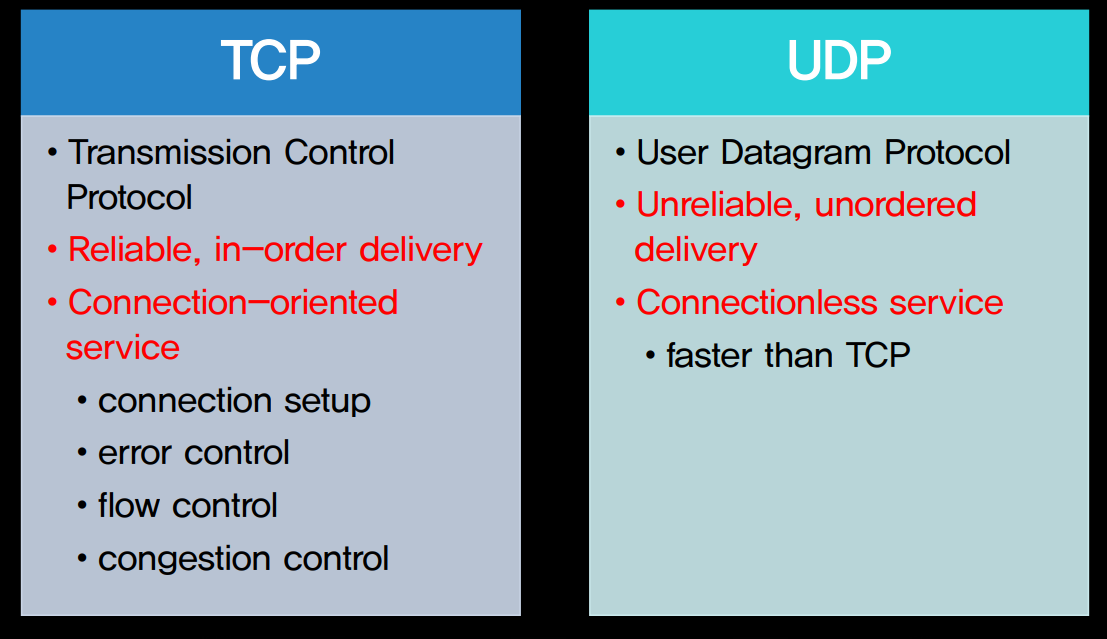 TCP
• Transmission Control
Protocol
• Reliable, in-order delivery
• Connection-oriented
service
• connection setup
• error control
• flow control
• congestion control
UDP
• User Datagram Protocol
• Unreliable, unordered
delivery
• Connectionless service
• faster than TCP